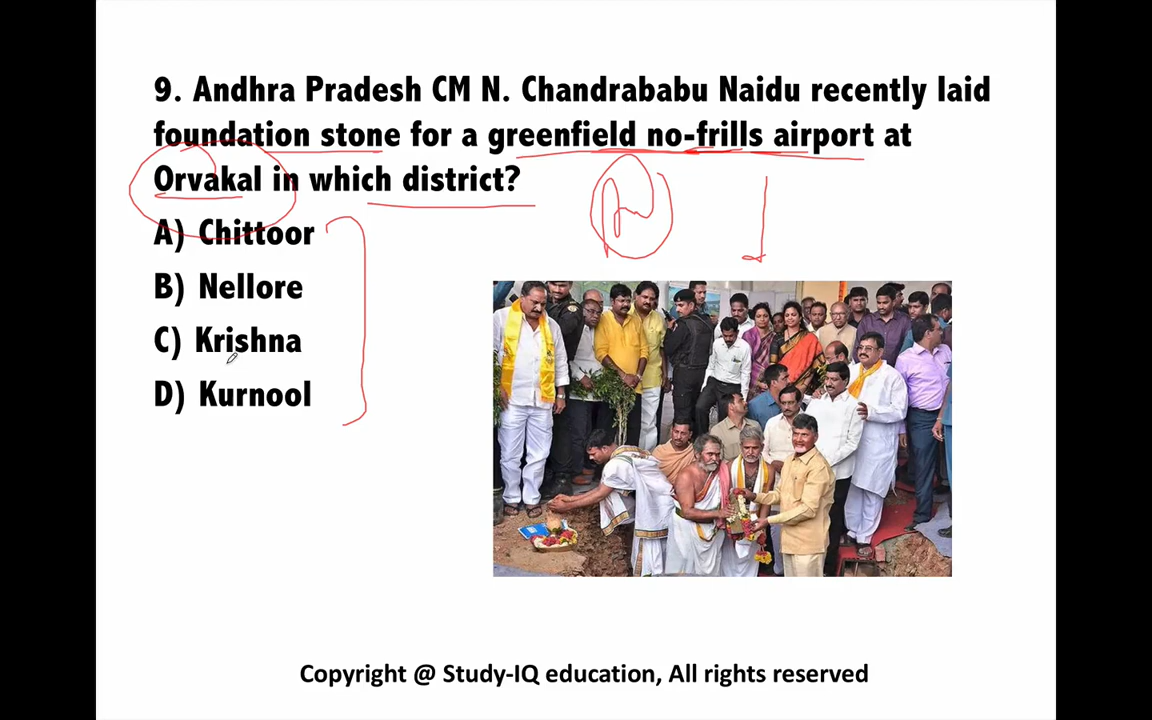 9. Andhra Pradesh CM N. Chandrababu Naidu recently laid
foundation stone for a greenfield no-frills airport at
Orvakal in which district?
A) Chittoor
B) Nellore
C) Krishna
D) Kurnool
Copyright @ Study-IQ education, All rights reserved